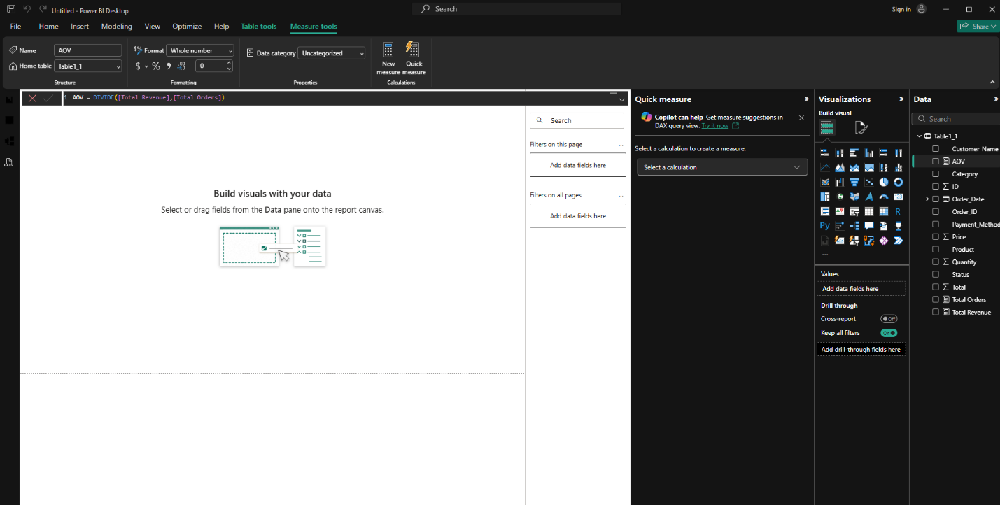 Untitled - Power BI Desktop
Search
Sign in
File Home Insert Modeling View Optimize Help Table tools Measure tools
Share
Name AOV
Home table Table1_1
Structure
Format Whole number
$ % 9 .00 0
Formatting
Data category Uncategorized
Properties
New measure
Quick measure
Calculations
1 AOV = DIVIDE([Total Revenue],[Total Orders])
Build visuals with your data
Select or drag fields from the Data pane onto the report canvas.
Search
Filters on this page ...
Add data fields here
Filters on all pages ...
Add data fields here
Quick measure
Copilot can help Get measure suggestions in
DAX query view. Try it now
Select a calculation to create a measure.
Select a calculation
Visualizations
Build visual
123
R
Py
...
Values
Add data fields here
Drill through
Cross-report Off
Keep all filters On
Add drill-through fields here
Data
Search
Table1_1
Customer_Name
AOV
Category
ID
Order_Date
Order_ID
Payment_Method
Price
Product
Quantity
Status
Total
Total Orders
Total Revenue